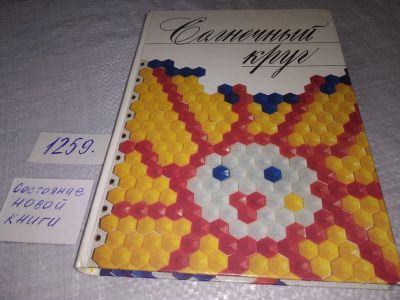 Солнечный
круг
1259.
Состояние
новой
книги